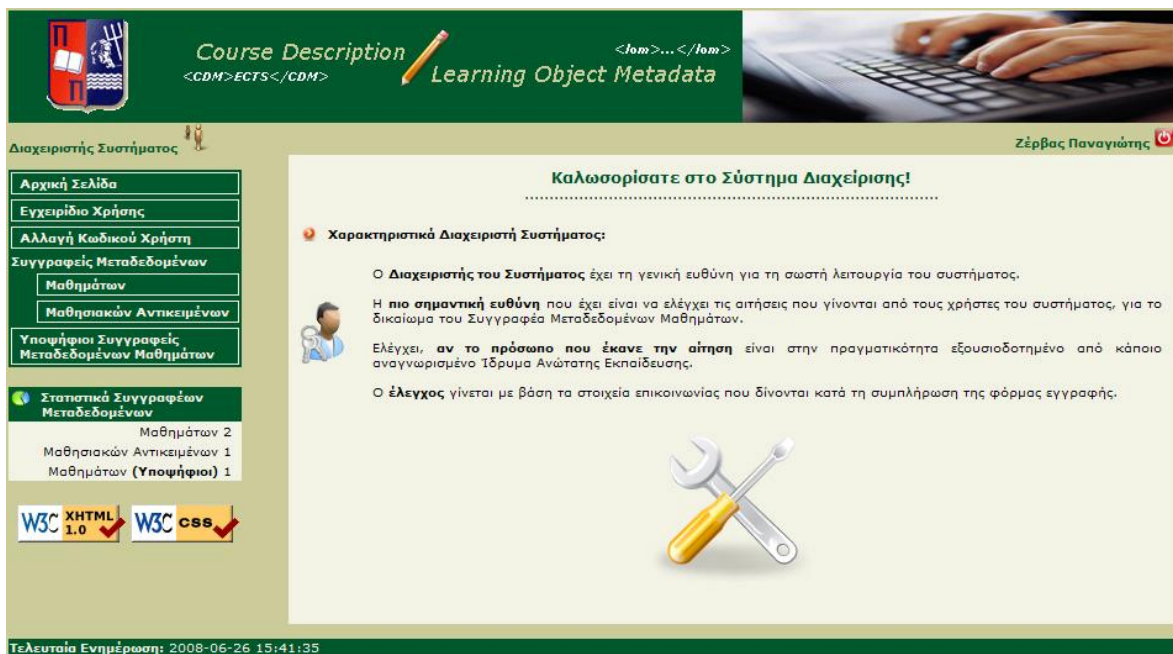 Π
Π
Course Description
<CDM>ECTS</CDM>
<lom>...</lom>
Learning Object Metadata
Διαχειριστής Συστήματος
Ζέρβας Παναγιώτης
Αρχική Σελίδα
Εγχειρίδιο Χρήσης
Αλλαγή Κωδικού Χρήστη
Συγγραφείς Μεταδεδομένων
Μαθημάτων
Μαθησιακών Αντικειμένων
Υποψήφιοι Συγγραφείς
Μεταδεδομένων Μαθημάτων
Στατιστικά Συγγραφέων
Μεταδεδομένων
Μαθημάτων 2
Μαθησιακών Αντικειμένων 1
Μαθημάτων (Υποψήφιοι) 1
W3C XHTML 1.0
W3C css
Καλωσορίσατε στο Σύστημα Διαχείρισης!
Χαρακτηριστικά Διαχειριστή Συστήματος:
Ο Διαχειριστής του Συστήματος έχει τη γενική ευθύνη για τη σωστή λειτουργία του συστήματος.
Η πιο σημαντική ευθύνη που έχει είναι να ελέγχει τις αιτήσεις που γίνονται από τους χρήστες του συστήματος, για το
δικαίωμα του Συγγραφέα Μεταδεδομένων Μαθημάτων.
Ελέγχει, αν το πρόσωπο που έκανε την αίτηση είναι στην πραγματικότητα εξουσιοδοτημένο από κάποιο
αναγνωρισμένο Ίδρυμα Ανώτατης Εκπαίδευσης.
Ο έλεγχος γίνεται με βάση τα στοιχεία επικοινωνίας που δίνονται κατά τη συμπλήρωση της φόρμας εγγραφής.
Τελευταία Ενημέρωση: 2008-06-26 15:41:35